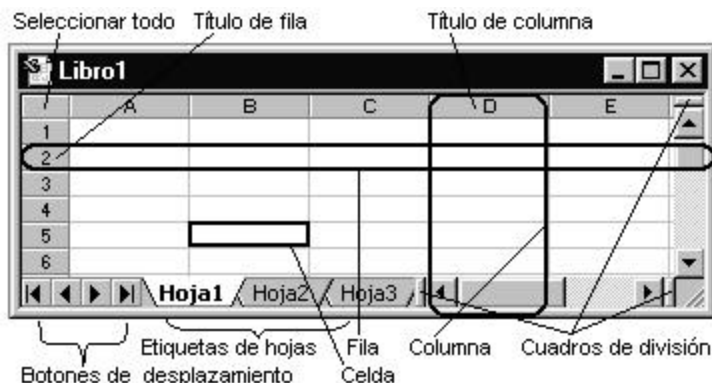 Seleccionar todo Título de fila Título de columna
Libro1
A B C D E
1
2
3
4
5
6
Hoja1 Hoja2 Hoja3
Etiquetas de hojas Fila Columna Cuadros de división
Botones de desplazamiento Celda